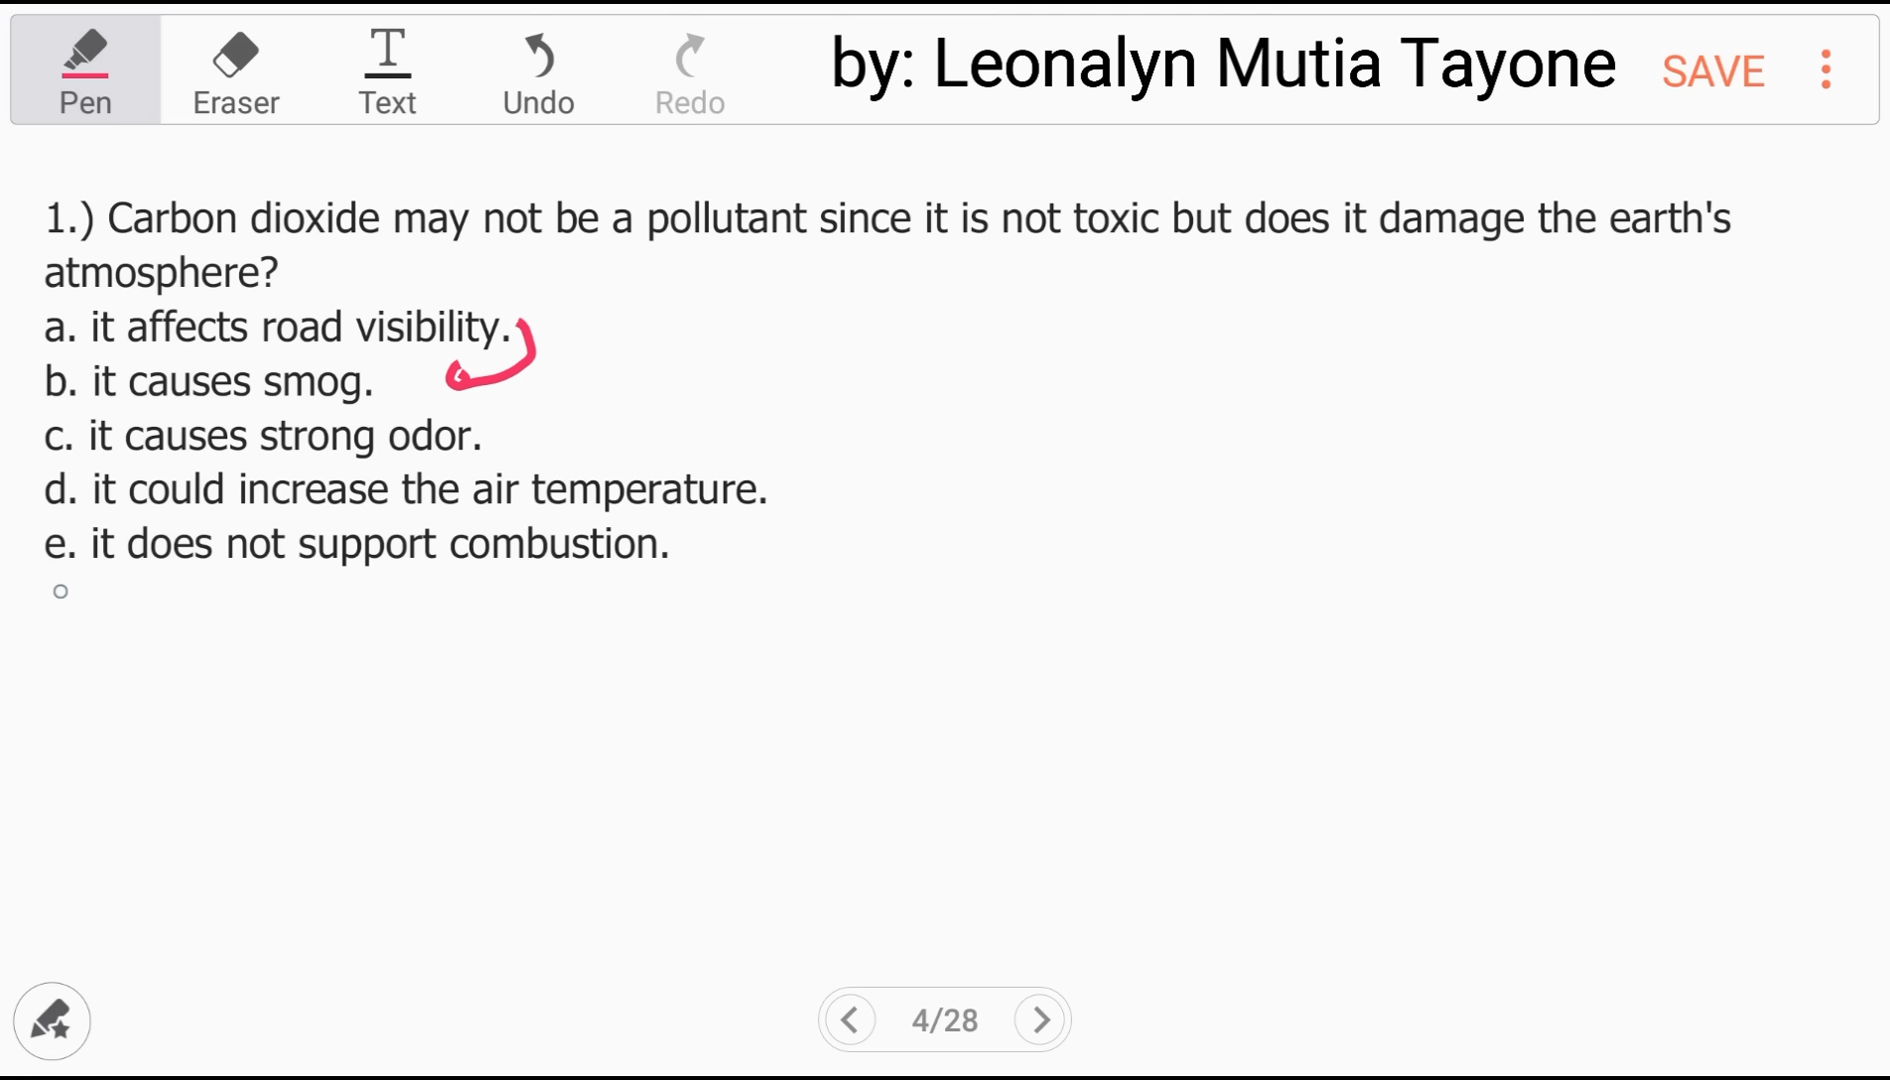 Pen
Eraser
T
Text
Undo
Redo
by: Leonalyn Mutia Tayone
SAVE
1.) Carbon dioxide may not be a pollutant since it is not toxic but does it damage the earth's
atmosphere?
a. it affects road visibility.
b. it causes smog.
c. it causes strong odor.
d. it could increase the air temperature.
e. it does not support combustion.
4/28